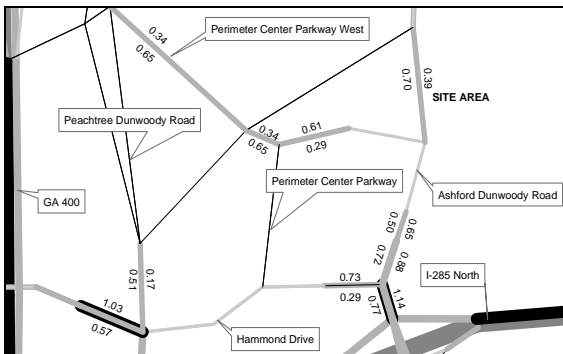 Perimeter Center Parkway West
0.34
0.65
0.39
0.70
SITE AREA
Peachtree Dunwoody Road
0.34
0.65
0.61
0.29
Perimeter Center Parkway
Ashford Dunwoody Road
GA 400
0.65
0.50
0.72
0.88
0.17
0.51
0.73
0.29
I-285 North
1.14
0.77
1.03
0.57
Hammond Drive